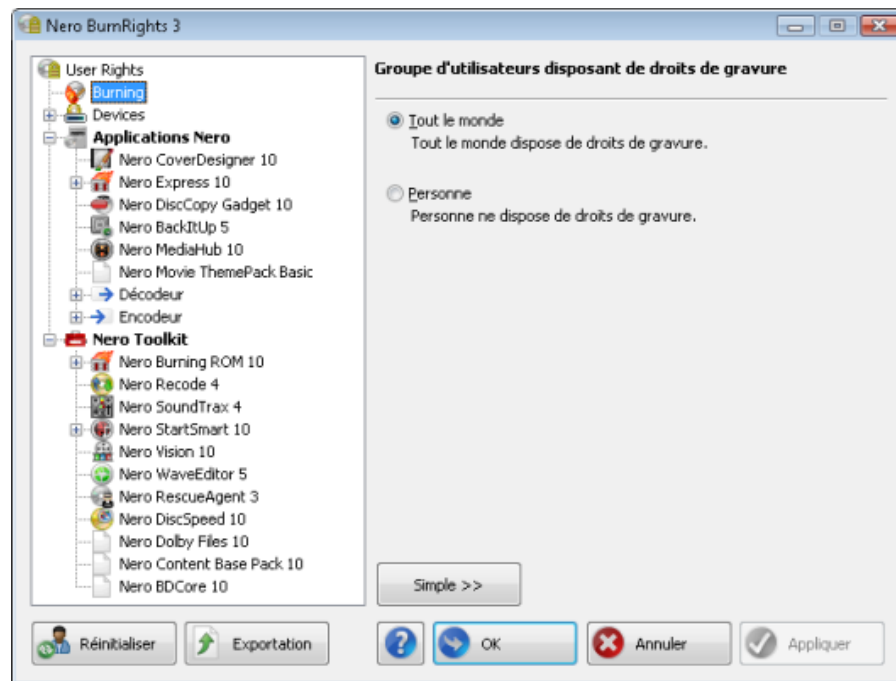 Nero BurnRights 3
User Rights
Burning
Devices
Applications Nero
Nero CoverDesigner 10
Nero Express 10
Nero DiscCopy Gadget 10
Nero BackItUp 5
Nero MediaHub 10
Nero Movie ThemePack Basic
Décodeur
Encodeur
Nero Toolkit
Nero Burning ROM 10
Nero Recode 4
Nero SoundTrax 4
Nero StartSmart 10
Nero Vision 10
Nero WaveEditor 5
Nero RescueAgent 3
Nero DiscSpeed 10
Nero Dolby Files 10
Nero Content Base Pack 10
Nero BDCore 10
Groupe d'utilisateurs disposant de droits de gravure
Tout le monde
Tout le monde dispose de droits de gravure.
Personne
Personne ne dispose de droits de gravure.
Simple >>
Réinitialiser
Exportation
?
OK
Annuler
Appliquer